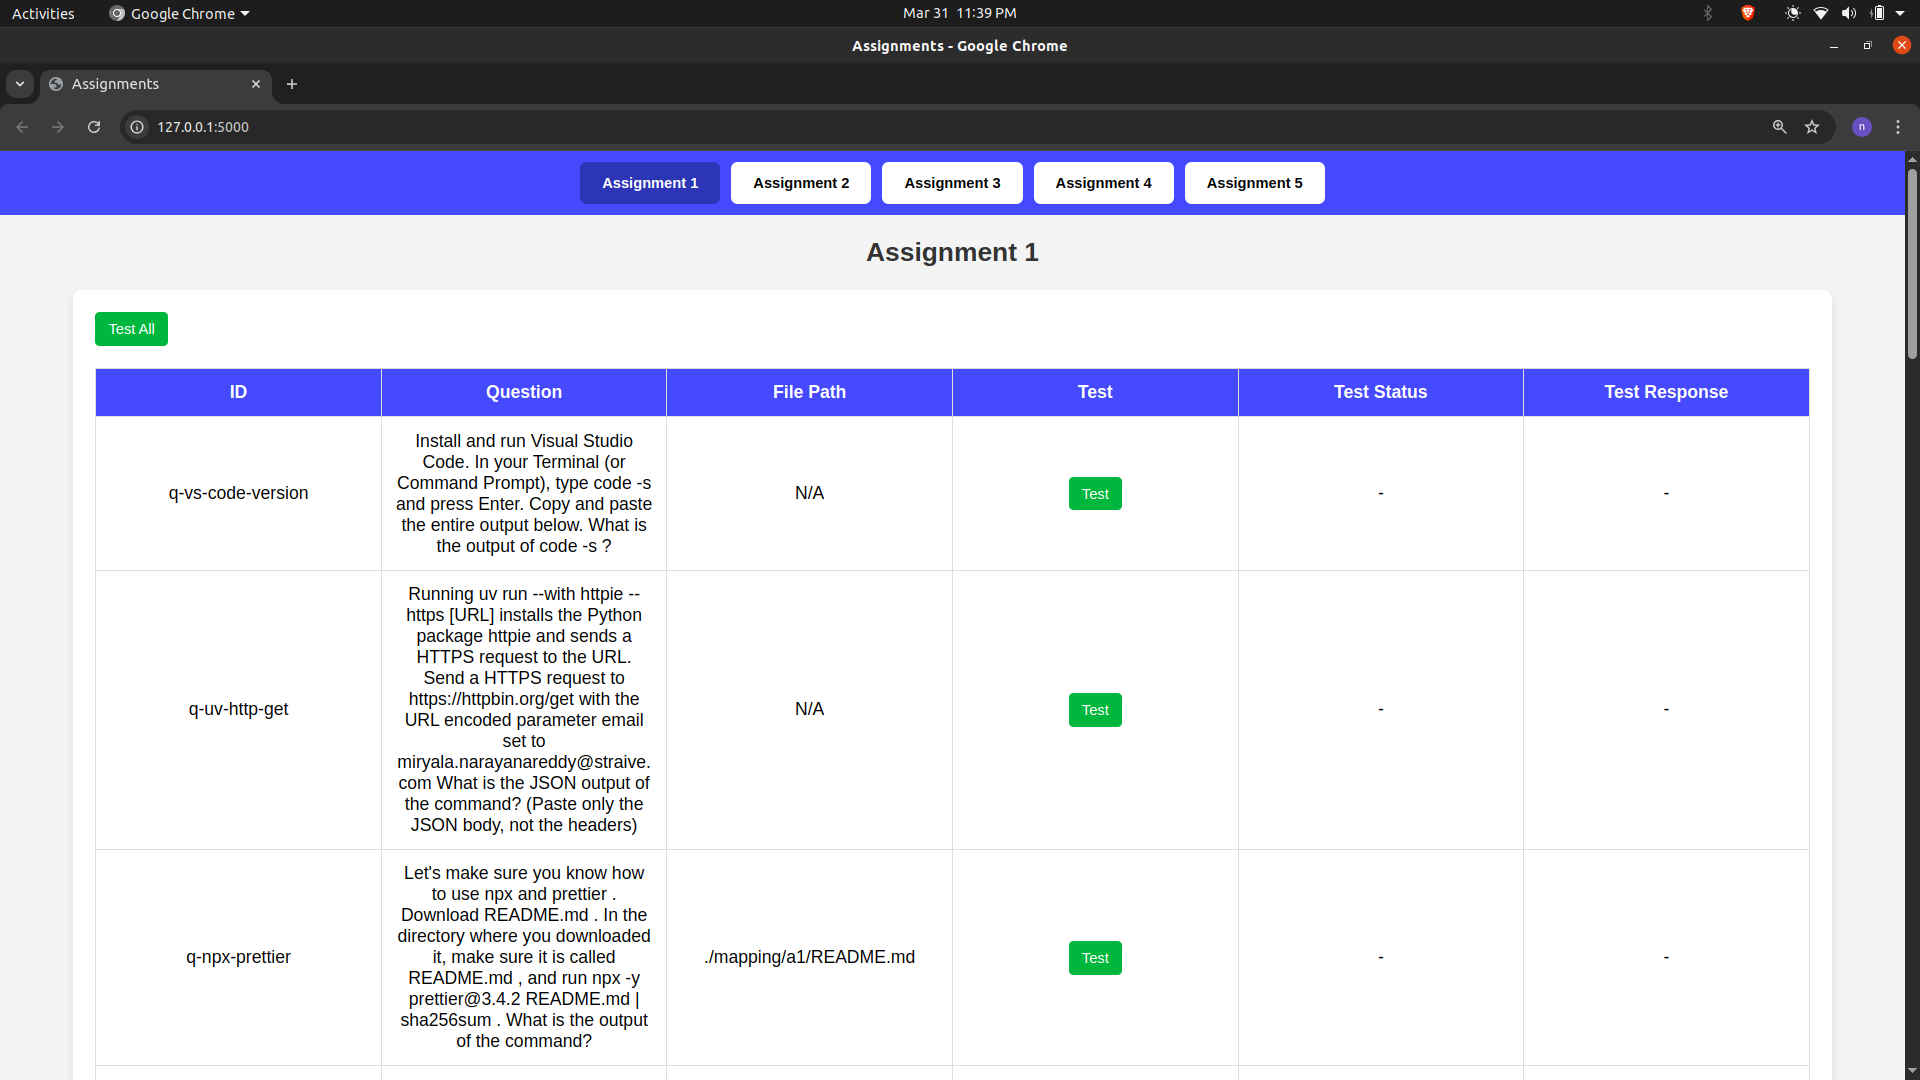 Activities
Google Chrome
Mar 31 11:39 PM
Assignments - Google Chrome
Assignments
127.0.0.1:5000
n
Assignment 1
Assignment 2
Assignment 3
Assignment 4
Assignment 5
Assignment 1
Test All
ID
Question
File Path
Test
Test Status
Test Response
q-vs-code-version
Install and run Visual Studio
Code. In your Terminal (or
Command Prompt), type code -s
and press Enter. Copy and paste
the entire output below. What is
the output of code -s ?
N/A
Test
-
-
q-uv-http-get
Running uv run --with httpie --
https [URL] installs the Python
package httpie and sends a
HTTPS request to the URL.
Send a HTTPS request to
https://httpbin.org/get with the
URL encoded parameter email
set to
miryala.narayanareddy@straive.
com What is the JSON output of
the command? (Paste only the
JSON body, not the headers)
N/A
Test
-
-
q-npx-prettier
Let's make sure you know how
to use npx and prettier .
Download README.md . In the
directory where you downloaded
it, make sure it is called
README.md , and run npx -y
prettier@3.4.2 README.md |
sha256sum . What is the output
of the command?
./mapping/a1/README.md
Test
-
-